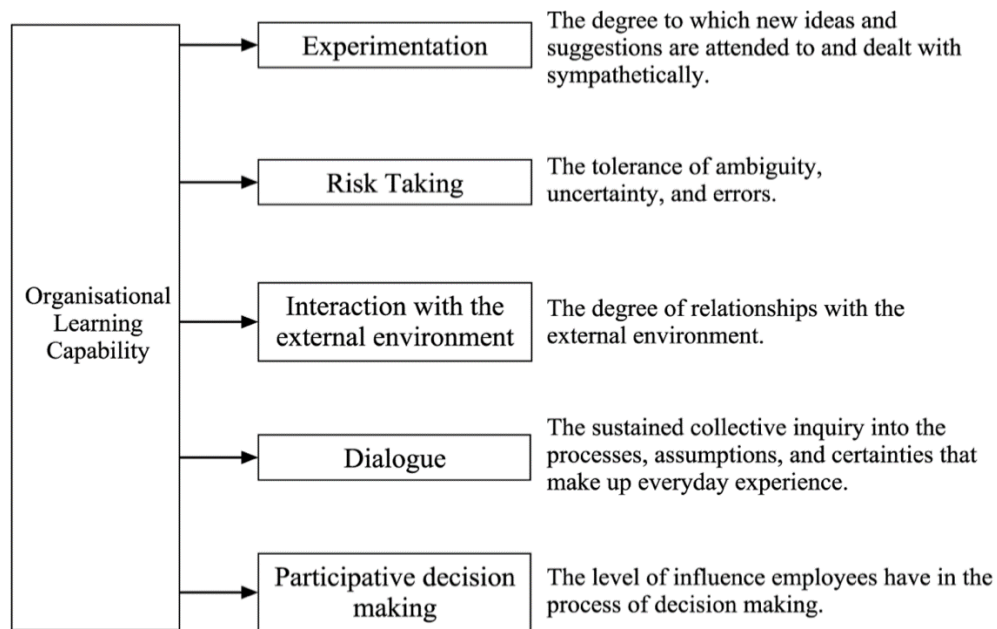 Organisational
Learning
Capability
Experimentation
The degree to which new ideas and
suggestions are attended to and dealt with
sympathetically.
Risk Taking
The tolerance of ambiguity,
uncertainty, and errors.
Interaction with the
external environment
The degree of relationships with the
external environment.
Dialogue
The sustained collective inquiry into the
processes, assumptions, and certainties that
make up everyday experience.
Participative decision
making
The level of influence employees have in the
process of decision making.